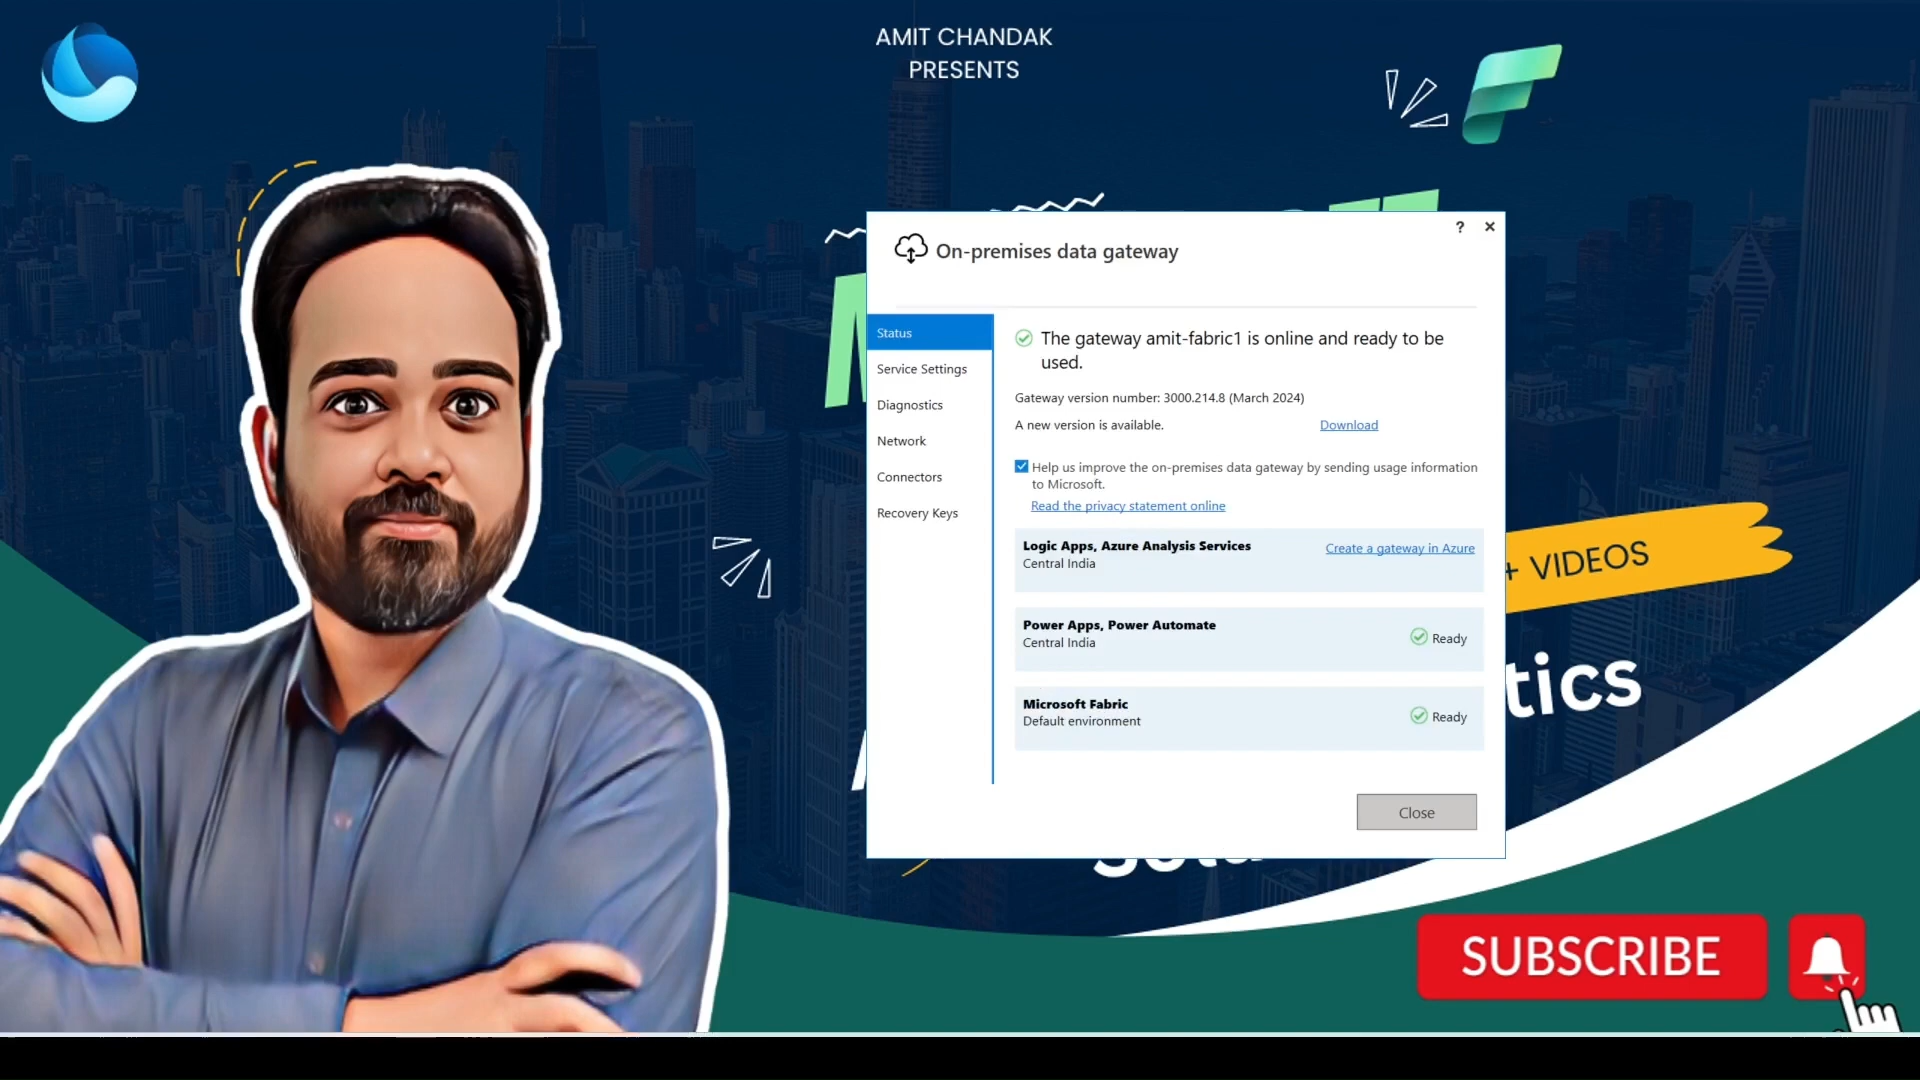 AMIT CHANDAK
PRESENTS
? ×
On-premises data gateway
Status
Service Settings
Diagnostics
Network
Connectors
Recovery Keys
The gateway amit-fabric1 is online and ready to be
used.
Gateway version number: 3000.214.8 (March 2024)
A new version is available. Download
Help us improve the on-premises data gateway by sending usage information
to Microsoft.
Read the privacy statement online
Logic Apps, Azure Analysis Services Create a gateway in Azure
Central India
Power Apps, Power Automate
Central India
Ready
Microsoft Fabric
Default environment
Ready
Close
+ VIDEOS
tics
SUBSCRIBE